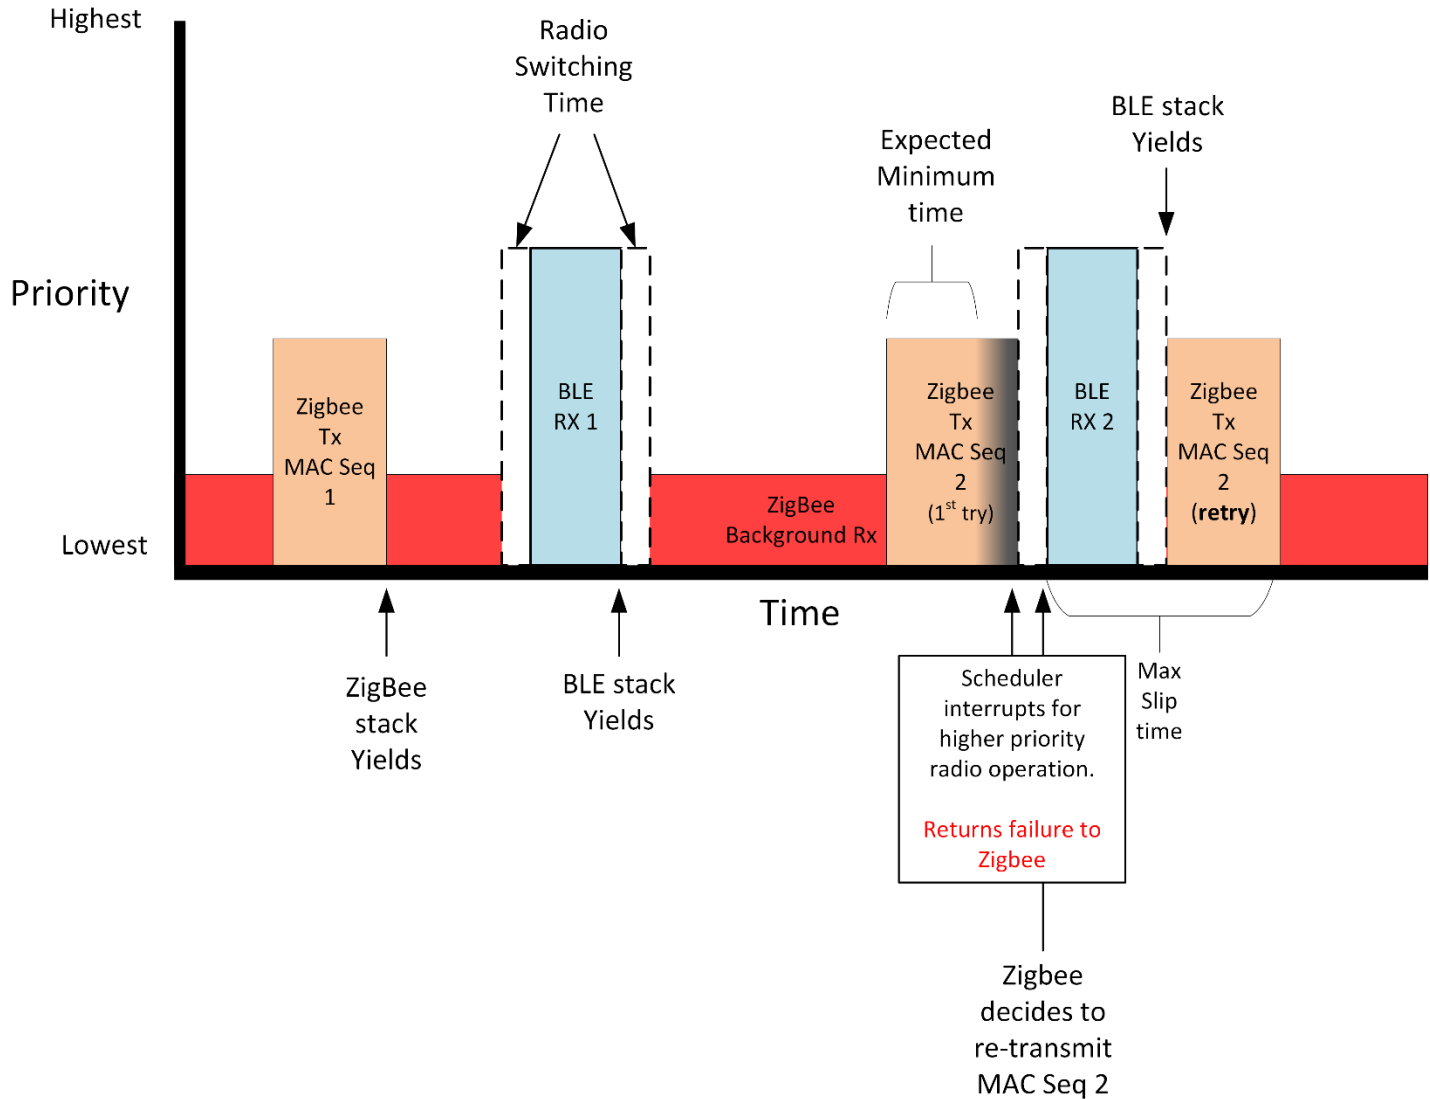 Highest
Radio
Switching
Time
BLE stack
Yields
Expected
Minimum
time
Priority
Zigbee
Tx
MAC Seq
1
BLE
RX 1
Zigbee
Tx
MAC Seq
2
(1st try)
BLE
RX 2
Zigbee
Tx
MAC Seq
2
(retry)
ZigBee
Background Rx
Lowest
Time
ZigBee
stack
Yields
BLE stack
Yields
Scheduler
interrupts for
higher priority
radio operation.
Returns failure to
Zigbee
Max
Slip
time
Zigbee
decides to
re-transmit
MAC Seq 2